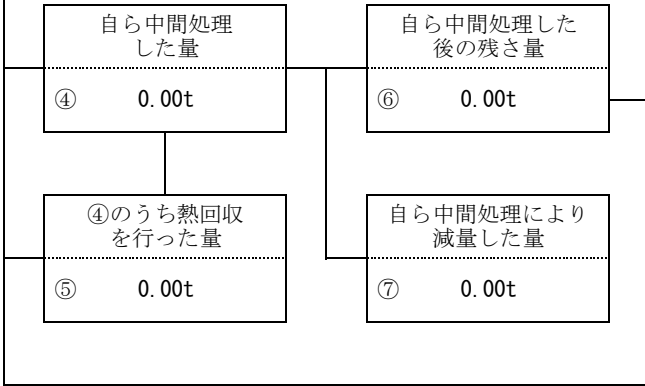 自ら中間処理
した量
④ 0.00t
自ら中間処理した
後の残さ量
⑥ 0.00t
④のうち熱回収
を行った量
⑤ 0.00t
自ら中間処理により
減量した量
⑦ 0.00t